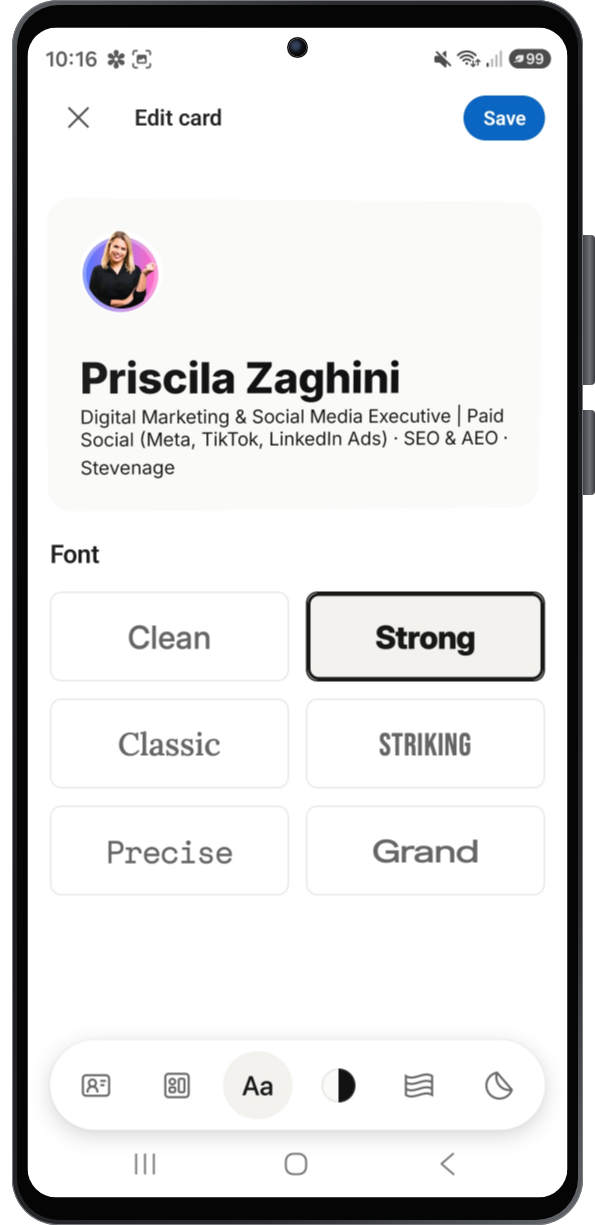 10:16
99
Edit card
Save
Priscila Zaghini
Digital Marketing & Social Media Executive | Paid
Social (Meta, TikTok, LinkedIn Ads) · SEO & AEO ·
Stevenage
Font
Clean
Strong
Classic
STRIKING
Precise
Grand
Aa